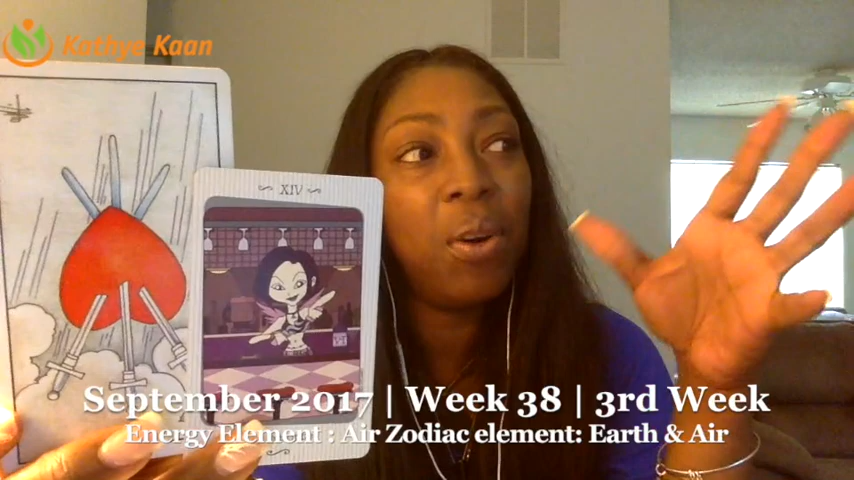 Kathye Kaan
XIV
September 2017 | Week 38 | 3rd Week
Energy Element : Air Zodiac element: Earth & Air